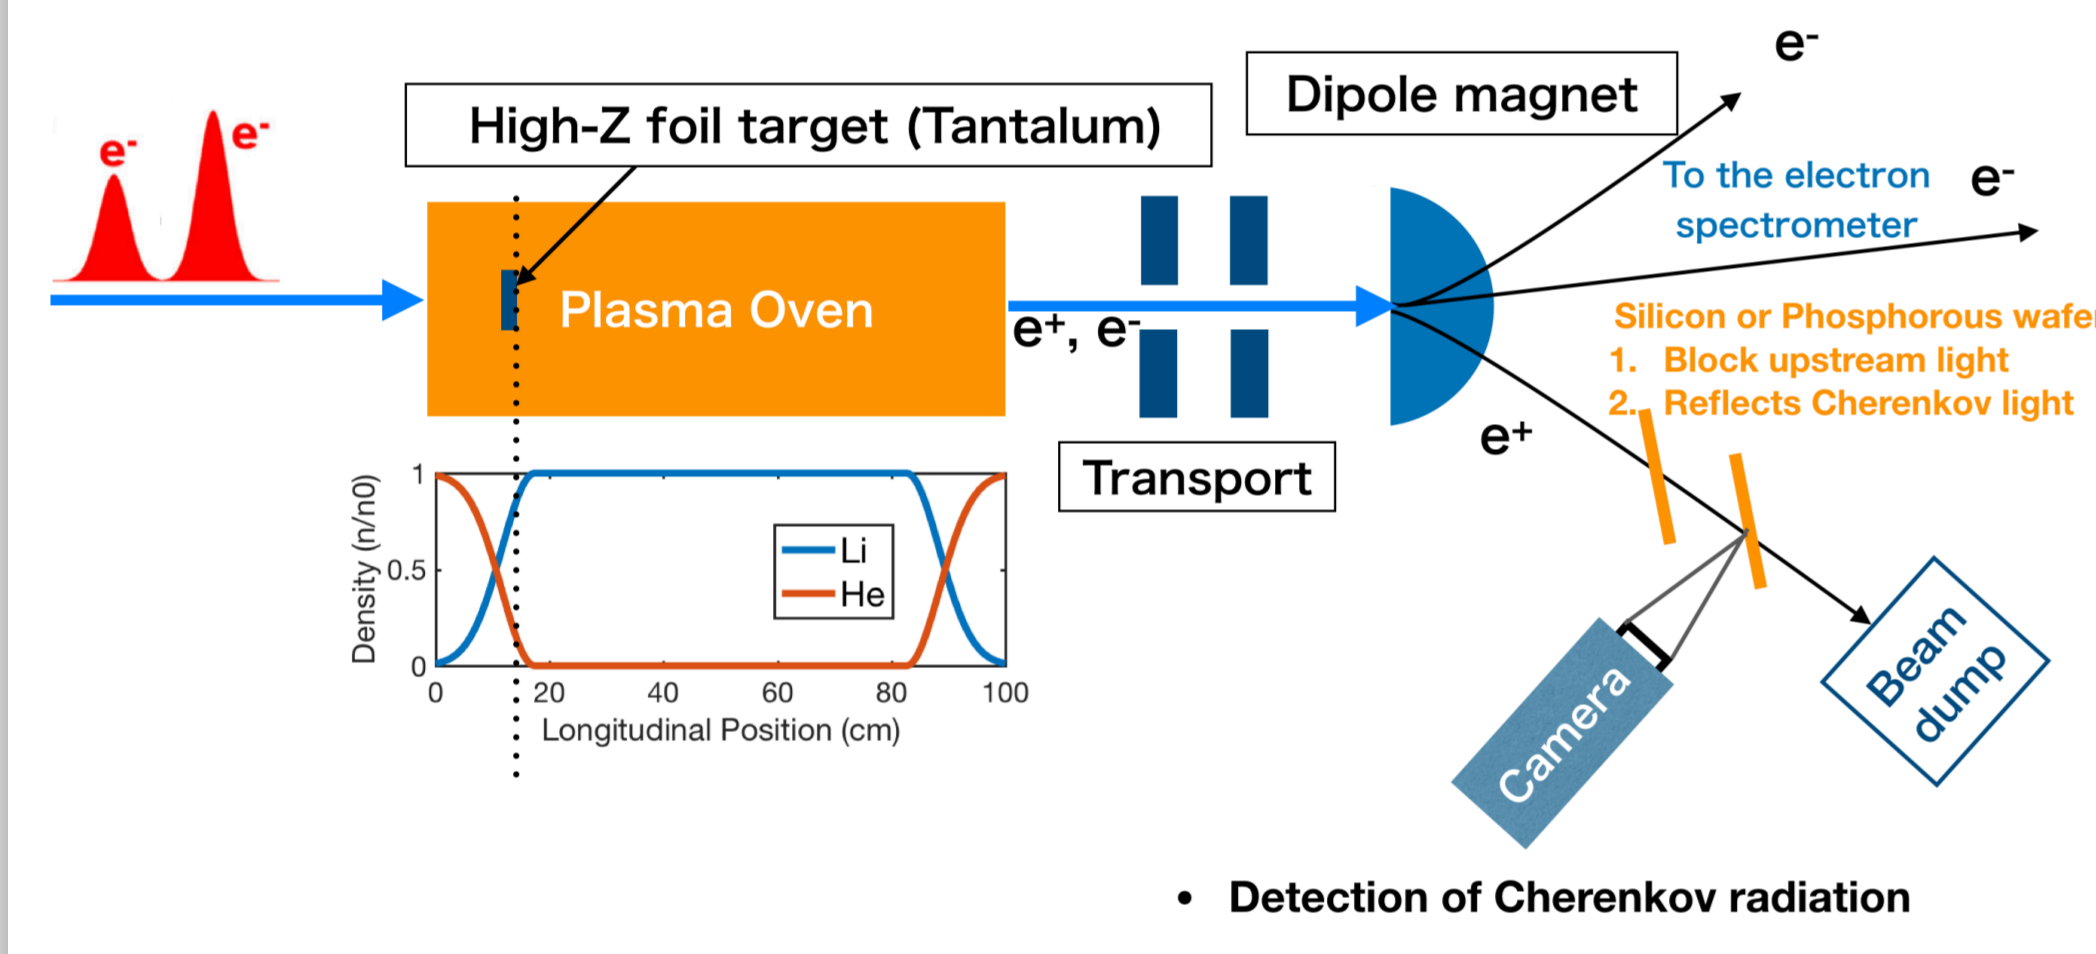 e-
e-
High-Z foil target (Tantalum)
Dipole magnet
e-
To the electron
spectrometer
e-
Plasma Oven
e+, e-
Silicon or Phosphorous wafe
1. Block upstream light
2. Reflects Cherenkov light
e+
Transport
Density (n/n0)
1
0.5
0
Li
He
0
20
40
60
80
100
Longitudinal Position (cm)
Camera
Beam
dump
• Detection of Cherenkov radiation